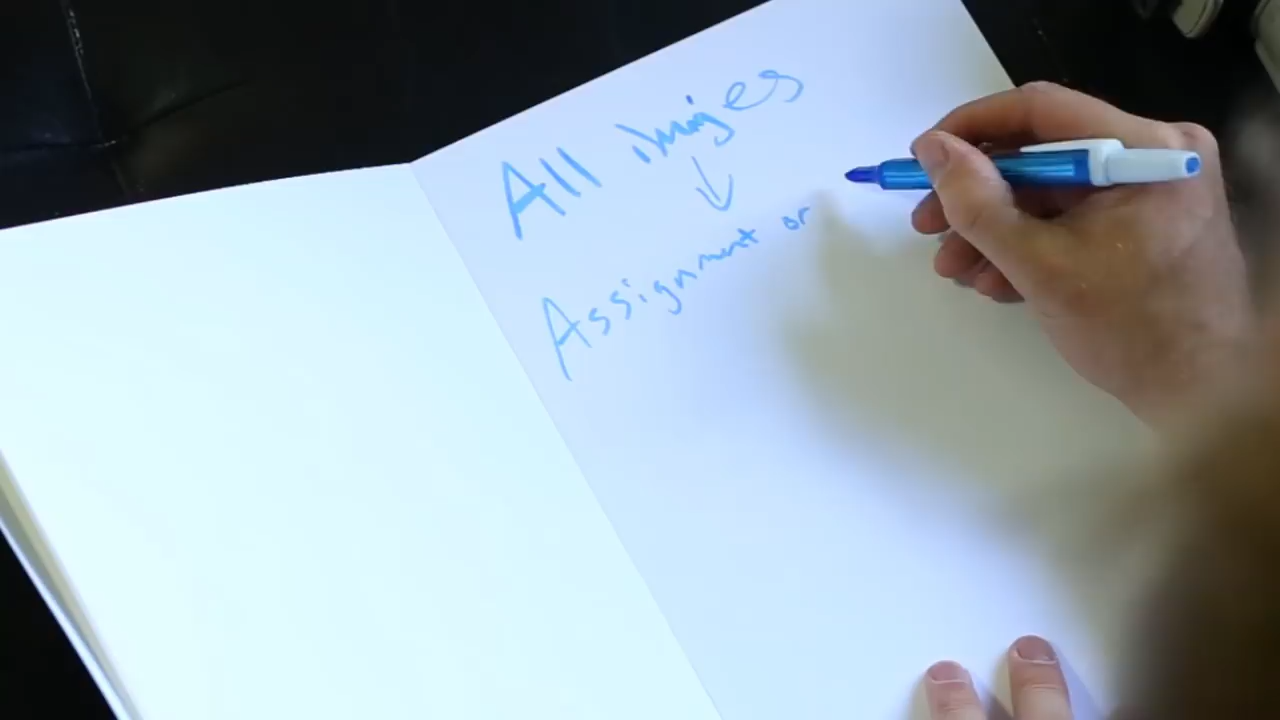 All images
↓
Assignment or